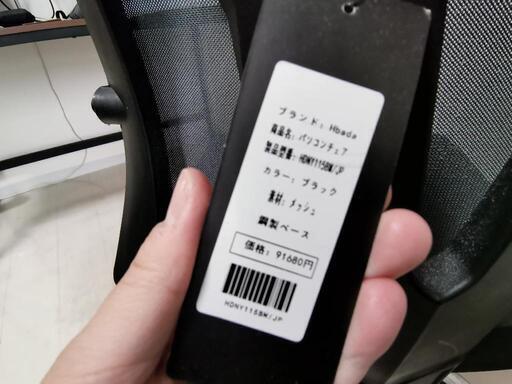 ブランド: Hbada
商品名: パソコンチェア
製品型番: HDNY115BM/JP
カラー: ブラック
素材: メッシュ
鋼製ベース
価格: 91680円
HDNY115BM/JP